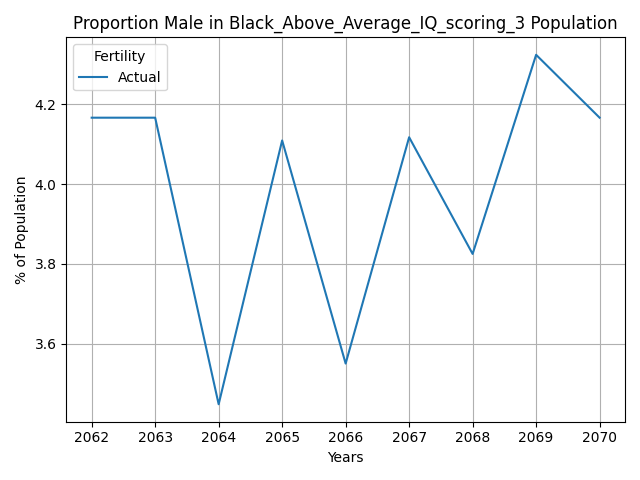 Proportion Male in Black_Above_Average_IQ_scoring_3 Population
Fertility
Actual
4.2
4.0
3.8
3.6
% of Population
2062 2063 2064 2065 2066 2067 2068 2069 2070
Years